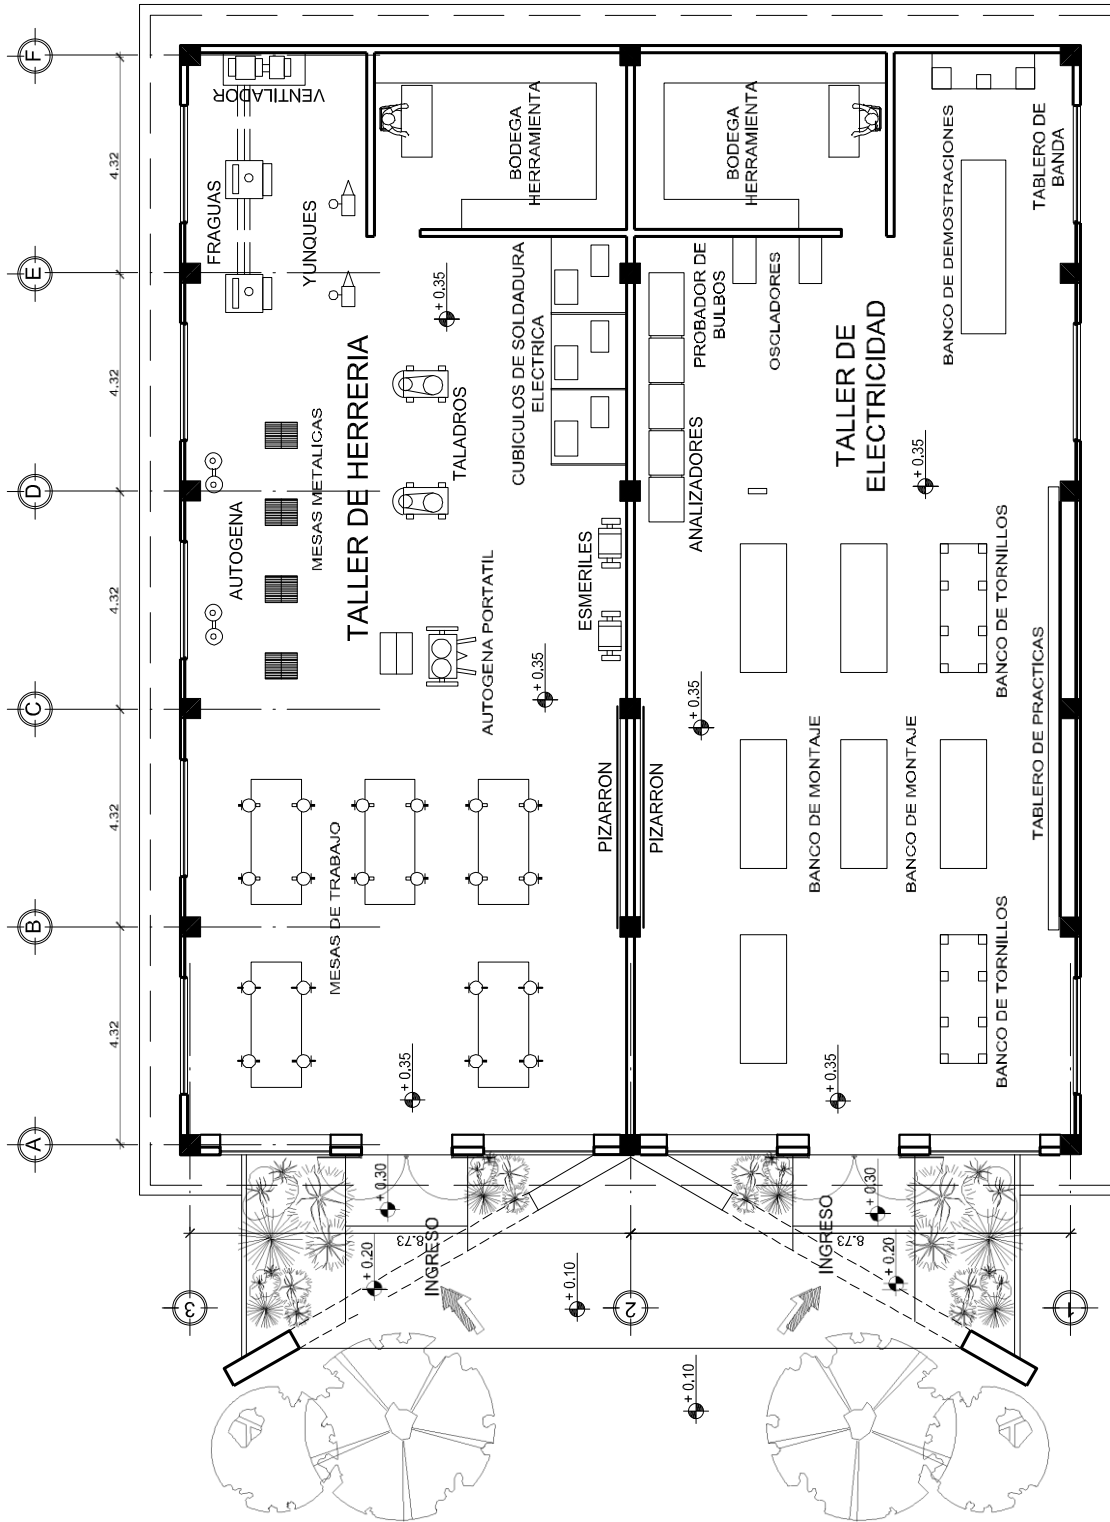 F
E
D
C
B
A
4.32
4.32
4.32
4.32
4.32
VENTILADOR
FRAGUAS
YUNQUES
BODEGA
HERRAMIENTA
BODEGA
HERRAMIENTA
BANCO DE DEMOSTRACIONES
TABLERO DE
BANDA
+ 0.35
TALLER DE HERRERIA
MESAS METALICAS
AUTOGENA
TALADROS
CUBICULOS DE SOLDADURA
ELECTRICA
PROBADOR DE
BULBOS
OSCLADORES
TALLER DE
ELECTRICIDAD
ANALIZADORES
+ 0.35
ESMERILES
AUTOGENA PORTATIL
+ 0.35
+ 0.35
BANCO DE TORNILLOS
TABLERO DE PRACTICAS
PIZARRON
PIZARRON
BANCO DE MONTAJE
BANCO DE MONTAJE
MESAS DE TRABAJO
BANCO DE TORNILLOS
+ 0.35
+ 0.35
+ 0.30
+ 0.30
+ 0.20
+ 0.20
INGRESO
INGRESO
8.73
8.73
+ 0.10
3
2
1
+ 0.10